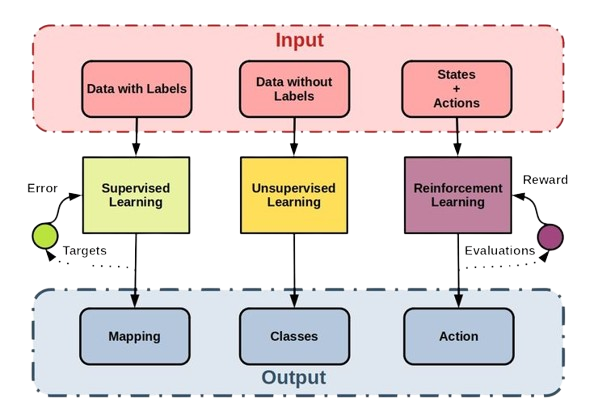 Input
Data with Labels
Data without
Labels
States
+
Actions
Supervised
Learning
Unsupervised
Learning
Reinforcement
Learning
Error
Targets
Reward
Evaluations
Mapping
Classes
Action
Output